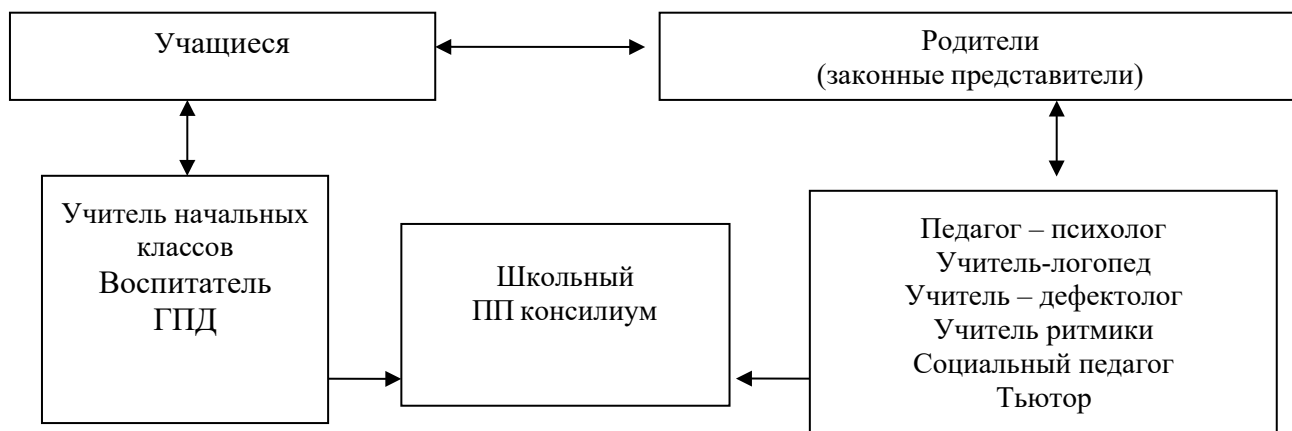 Учащиеся
Родители
(законные представители)
Учитель начальных
классов
Воспитатель
ГПД
Школьный
ПП консилиум
Педагог – психолог
Учитель-логопед
Учитель – дефектолог
Учитель ритмики
Социальный педагог
Тьютор